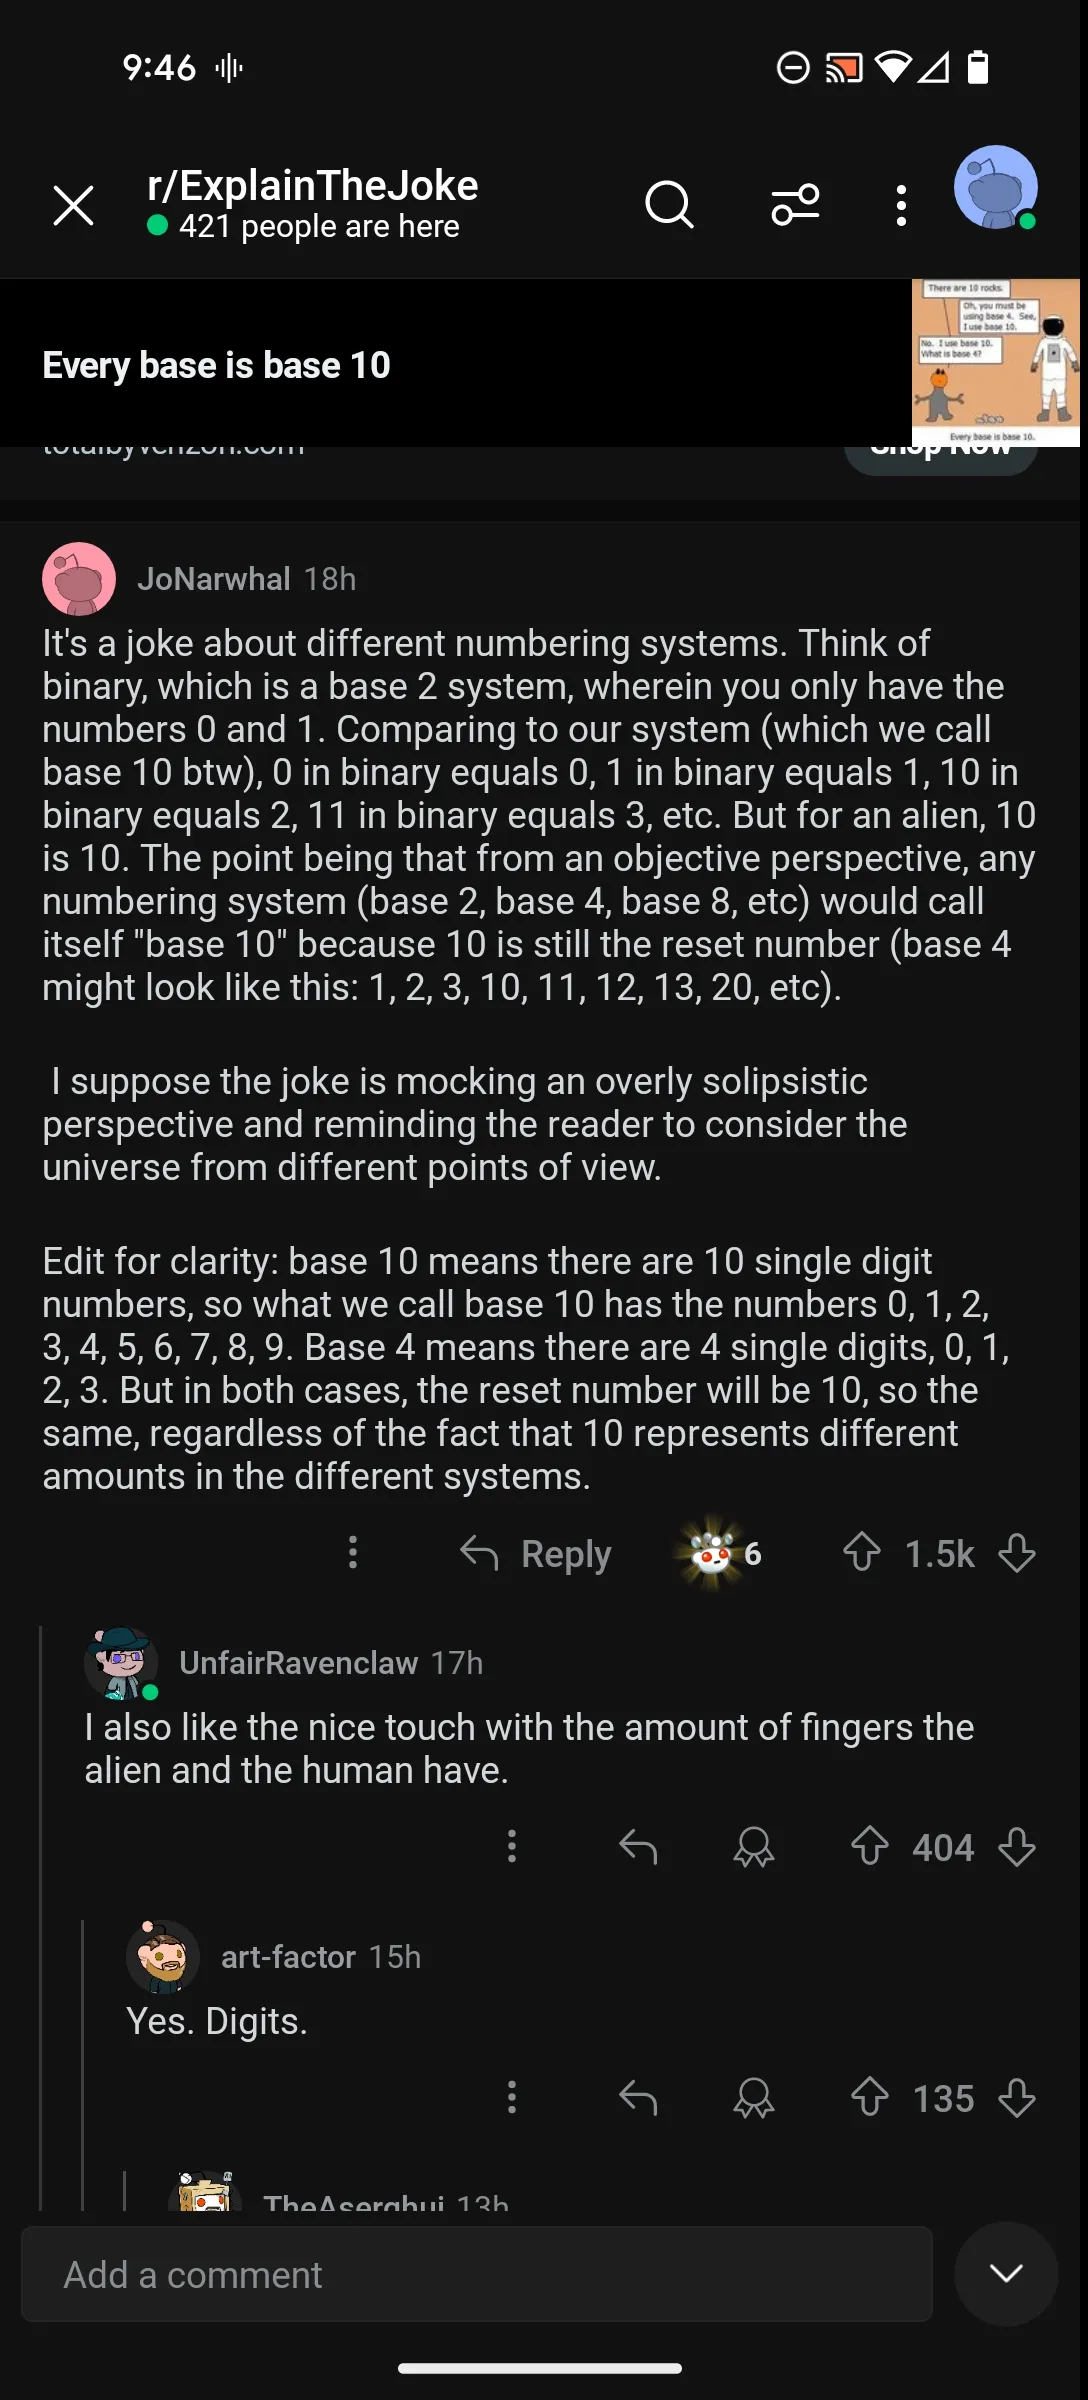 9:46
r/ExplainTheJoke
421 people are here
Every base is base 10
There are 10 rocks.
Oh, you must be
using base 4. See,
I use base 10.
No. I use base 10.
What is base 4?
Every base is base 10.
totalbyverizon.com
Shop Now
JoNarwhal 18h
It's a joke about different numbering systems. Think of
binary, which is a base 2 system, wherein you only have the
numbers 0 and 1. Comparing to our system (which we call
base 10 btw), 0 in binary equals 0, 1 in binary equals 1, 10 in
binary equals 2, 11 in binary equals 3, etc. But for an alien, 10
is 10. The point being that from an objective perspective, any
numbering system (base 2, base 4, base 8, etc) would call
itself "base 10" because 10 is still the reset number (base 4
might look like this: 1, 2, 3, 10, 11, 12, 13, 20, etc).
I suppose the joke is mocking an overly solipsistic
perspective and reminding the reader to consider the
universe from different points of view.
Edit for clarity: base 10 means there are 10 single digit
numbers, so what we call base 10 has the numbers 0, 1, 2,
3, 4, 5, 6, 7, 8, 9. Base 4 means there are 4 single digits, 0, 1,
2, 3. But in both cases, the reset number will be 10, so the
same, regardless of the fact that 10 represents different
amounts in the different systems.
Reply 6 1.5k
UnfairRavenclaw 17h
I also like the nice touch with the amount of fingers the
alien and the human have.
404
art-factor 15h
Yes. Digits.
135
TheAserghui 13h
Add a comment